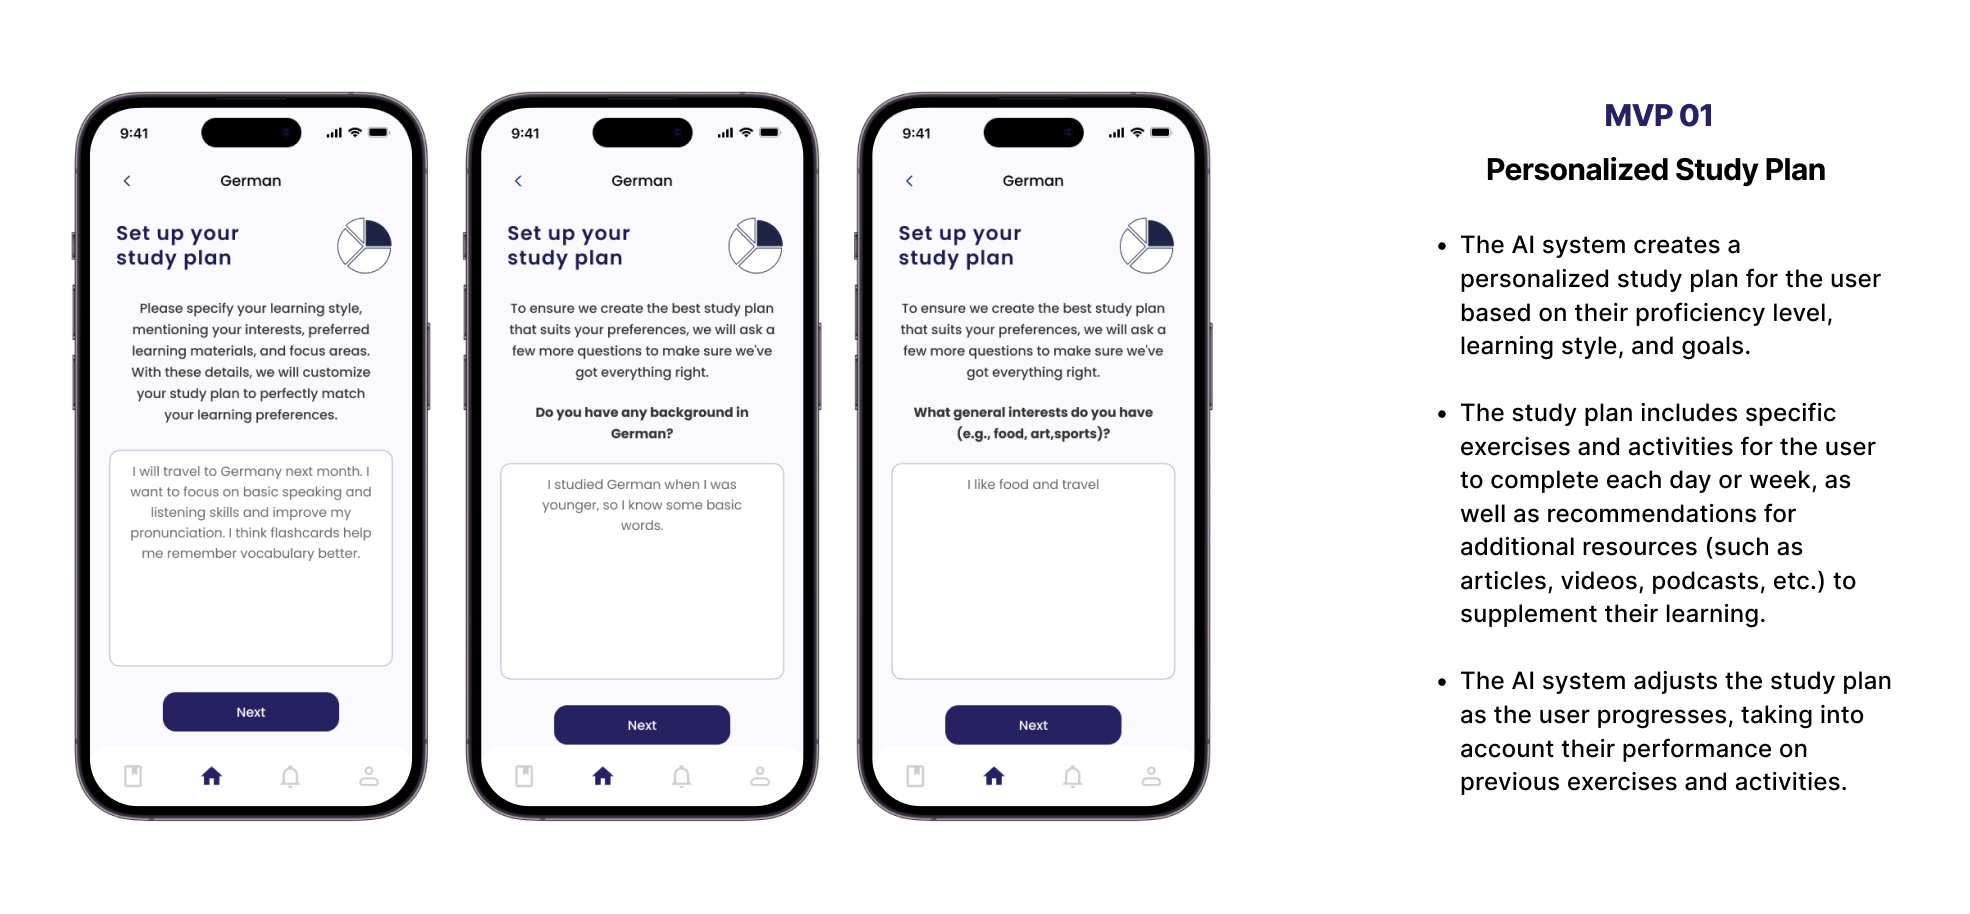 9:41
German
Set up your
study plan
Please specify your learning style,
mentioning your interests, preferred
learning materials, and focus areas.
With these details, we will customize
your study plan to perfectly match
your learning preferences.
I will travel to Germany next month. I
want to focus on basic speaking and
listening skills and improve my
pronunciation. I think flashcards help
me remember vocabulary better.
Next
9:41
German
Set up your
study plan
To ensure we create the best study plan
that suits your preferences, we will ask a
few more questions to make sure we've
got everything right.
Do you have any background in
German?
I studied German when I was
younger, so I know some basic
words.
Next
9:41
German
Set up your
study plan
To ensure we create the best study plan
that suits your preferences, we will ask a
few more questions to make sure we've
got everything right.
What general interests do you have
(e.g., food, art,sports)?
I like food and travel
Next
MVP 01
Personalized Study Plan
• The AI system creates a
personalized study plan for the user
based on their proficiency level,
learning style, and goals.
• The study plan includes specific
exercises and activities for the user
to complete each day or week, as
well as recommendations for
additional resources (such as
articles, videos, podcasts, etc.) to
supplement their learning.
• The AI system adjusts the study plan
as the user progresses, taking into
account their performance on
previous exercises and activities.